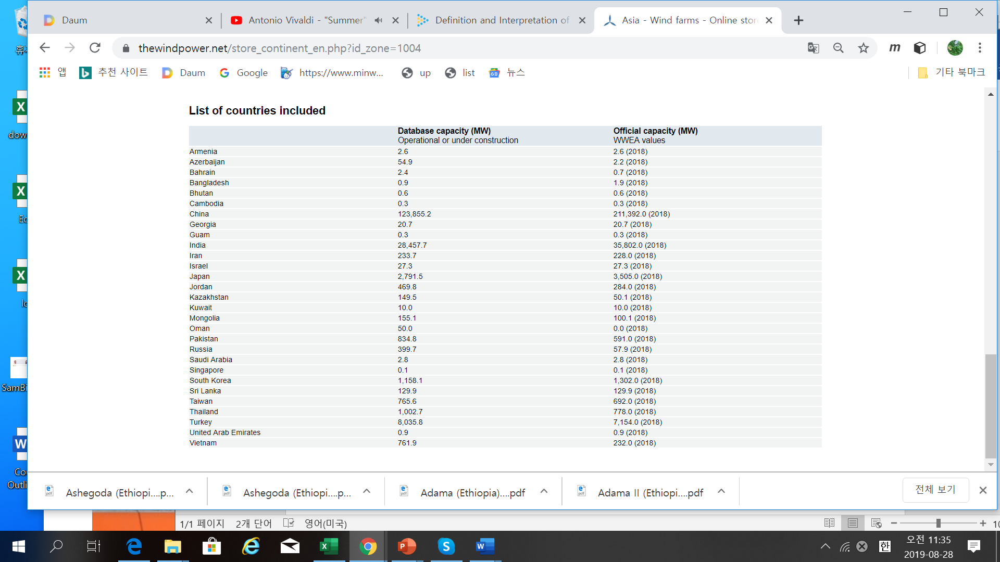 Daum
Antonio Vivaldi - "Summer"
Definition and Interpretation of
Asia - Wind farms - Online store
thewindpower.net/store_continent_en.php?id_zone=1004
앱
추천 사이트
Daum
Google
https://www.minw...
up
list
뉴스
기타 북마크
List of countries included
Database capacity (MW) Official capacity (MW)
Operational or under construction WWEA values
Armenia 2.6 2.6 (2018)
Azerbaijan 54.9 2.2 (2018)
Bahrain 2.4 0.7 (2018)
Bangladesh 0.9 1.9 (2018)
Bhutan 0.6 0.6 (2018)
Cambodia 0.3 0.3 (2018)
China 123,855.2 211,392.0 (2018)
Georgia 20.7 20.7 (2018)
Guam 0.3 0.3 (2018)
India 28,457.7 35,802.0 (2018)
Iran 233.7 228.0 (2018)
Israel 27.3 27.3 (2018)
Japan 2,791.5 3,505.0 (2018)
Jordan 469.8 284.0 (2018)
Kazakhstan 149.5 50.1 (2018)
Kuwait 10.0 10.0 (2018)
Mongolia 155.1 100.1 (2018)
Oman 50.0 0.0 (2018)
Pakistan 834.8 591.0 (2018)
Russia 399.7 57.9 (2018)
Saudi Arabia 2.8 2.8 (2018)
Singapore 0.1 0.1 (2018)
South Korea 1,158.1 1,302.0 (2018)
Sri Lanka 129.9 129.9 (2018)
Taiwan 765.6 692.0 (2018)
Thailand 1,002.7 778.0 (2018)
Turkey 8,035.8 7,154.0 (2018)
United Arab Emirates 0.9 0.9 (2018)
Vietnam 761.9 232.0 (2018)
Ashegoda (Ethiopi....p...
Ashegoda (Ethiopi....p...
Adama (Ethiopia)....pdf
Adama II (Ethiopi....pdf
전체 보기
1/1 페이지 2개 단어 영어(미국)
한
오전 11:35
2019-08-28